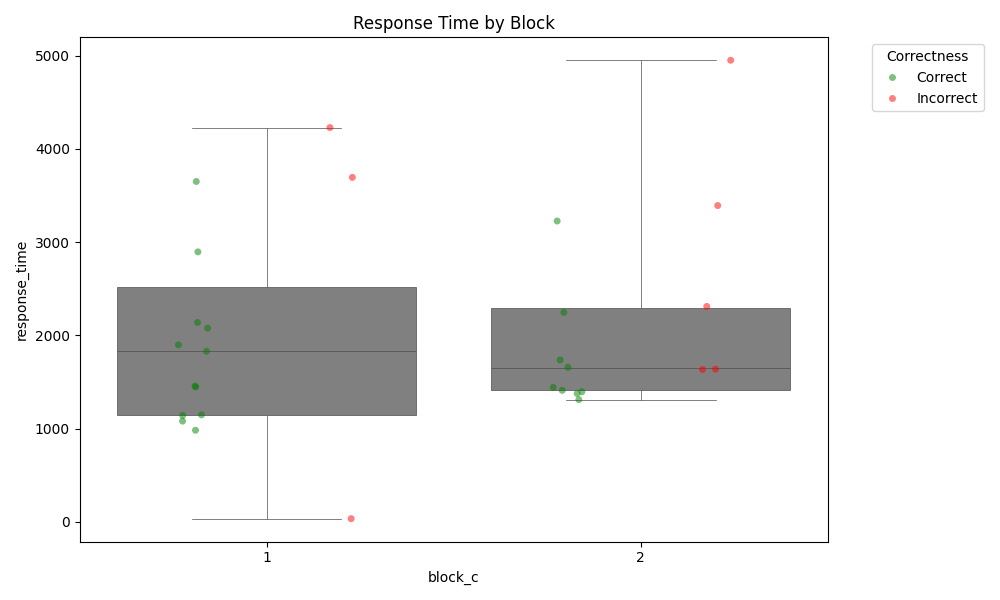 Response Time by Block
Correctness
Correct
Incorrect
response_time
5000
4000
3000
2000
1000
0
1
2
block_c